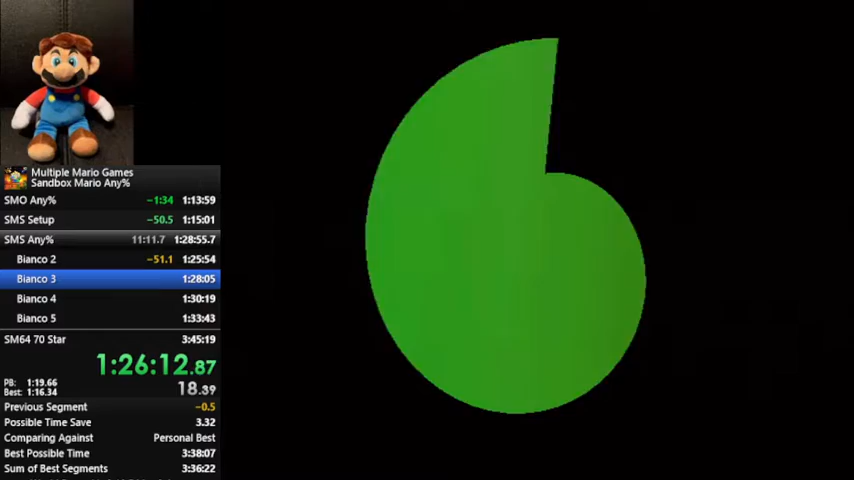 Multiple Mario Games
Sandbox Mario Any%
SMO Any% −1:34 1:13:59
SMS Setup −50.5 1:15:01
SMS Any% 11:11.7 1:28:55.7
Bianco 2 −51.1 1:25:54
Bianco 3 1:28:05
Bianco 4 1:30:19
Bianco 5 1:33:43
SM64 70 Star 3:45:19
1:26:12.87
PB: 1:19.66
Best: 1:16.34
18.39
Previous Segment −0.5
Possible Time Save 3.32
Comparing Against Personal Best
Best Possible Time 3:38:07
Sum of Best Segments 3:36:22